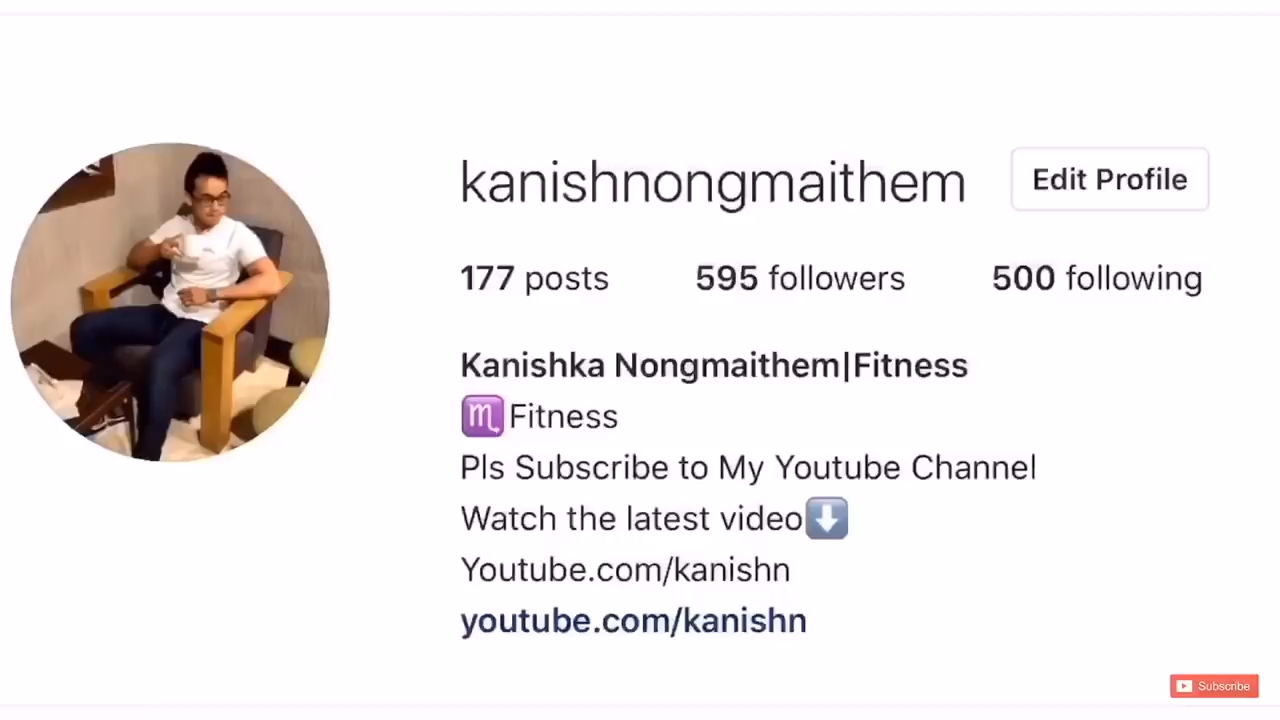 kanishnongmaithem Edit Profile
177 posts 595 followers 500 following
Kanishka Nongmaithem|Fitness
♏Fitness
Pls Subscribe to My Youtube Channel
Watch the latest video⬇️
Youtube.com/kanishn
youtube.com/kanishn
Subscribe